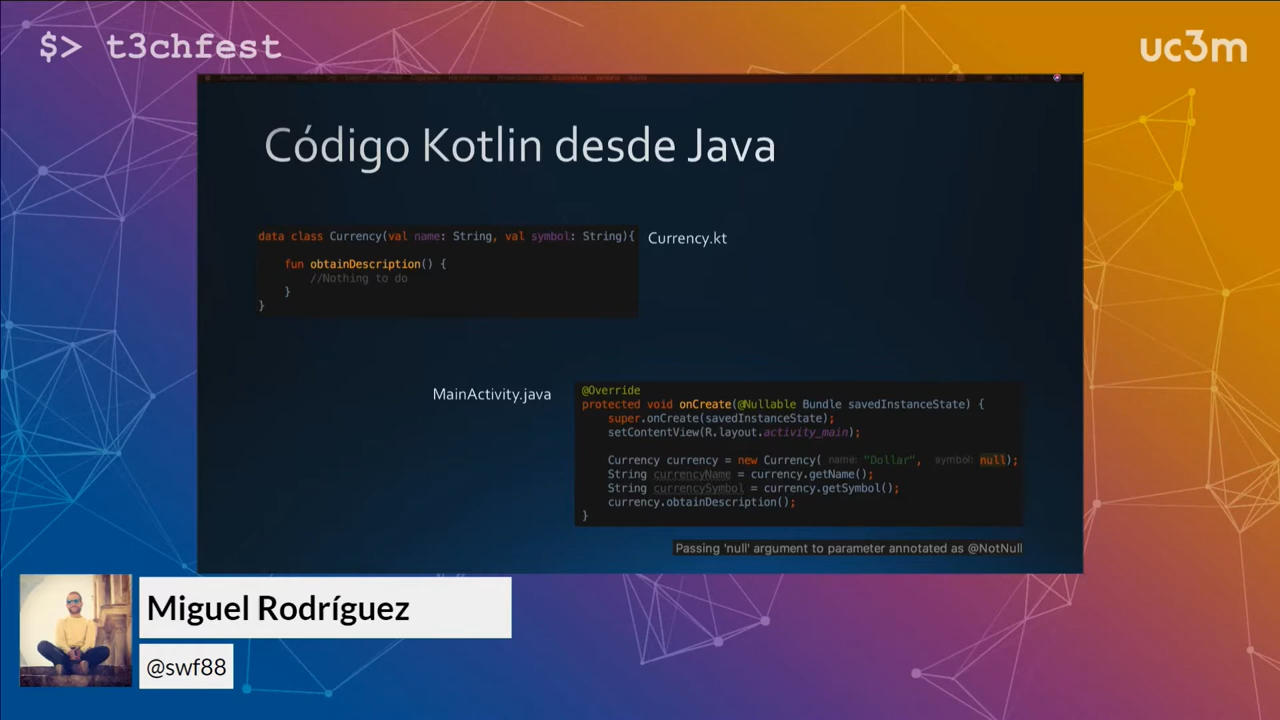 $> t3chfest
uc3m
Código Kotlin desde Java
data class Currency(val name: String, val symbol: String){
fun obtainDescription() {
//Nothing to do
}
}
Currency.kt
MainActivity.java
@Override
protected void onCreate(@Nullable Bundle savedInstanceState) {
super.onCreate(savedInstanceState);
setContentView(R.layout.activity_main);
Currency currency = new Currency( name: "Dollar", symbol: null);
String currencyName = currency.getName();
String currencySymbol = currency.getSymbol();
currency.obtainDescription();
}
Passing 'null' argument to parameter annotated as @NotNull
Miguel Rodríguez
@swf88